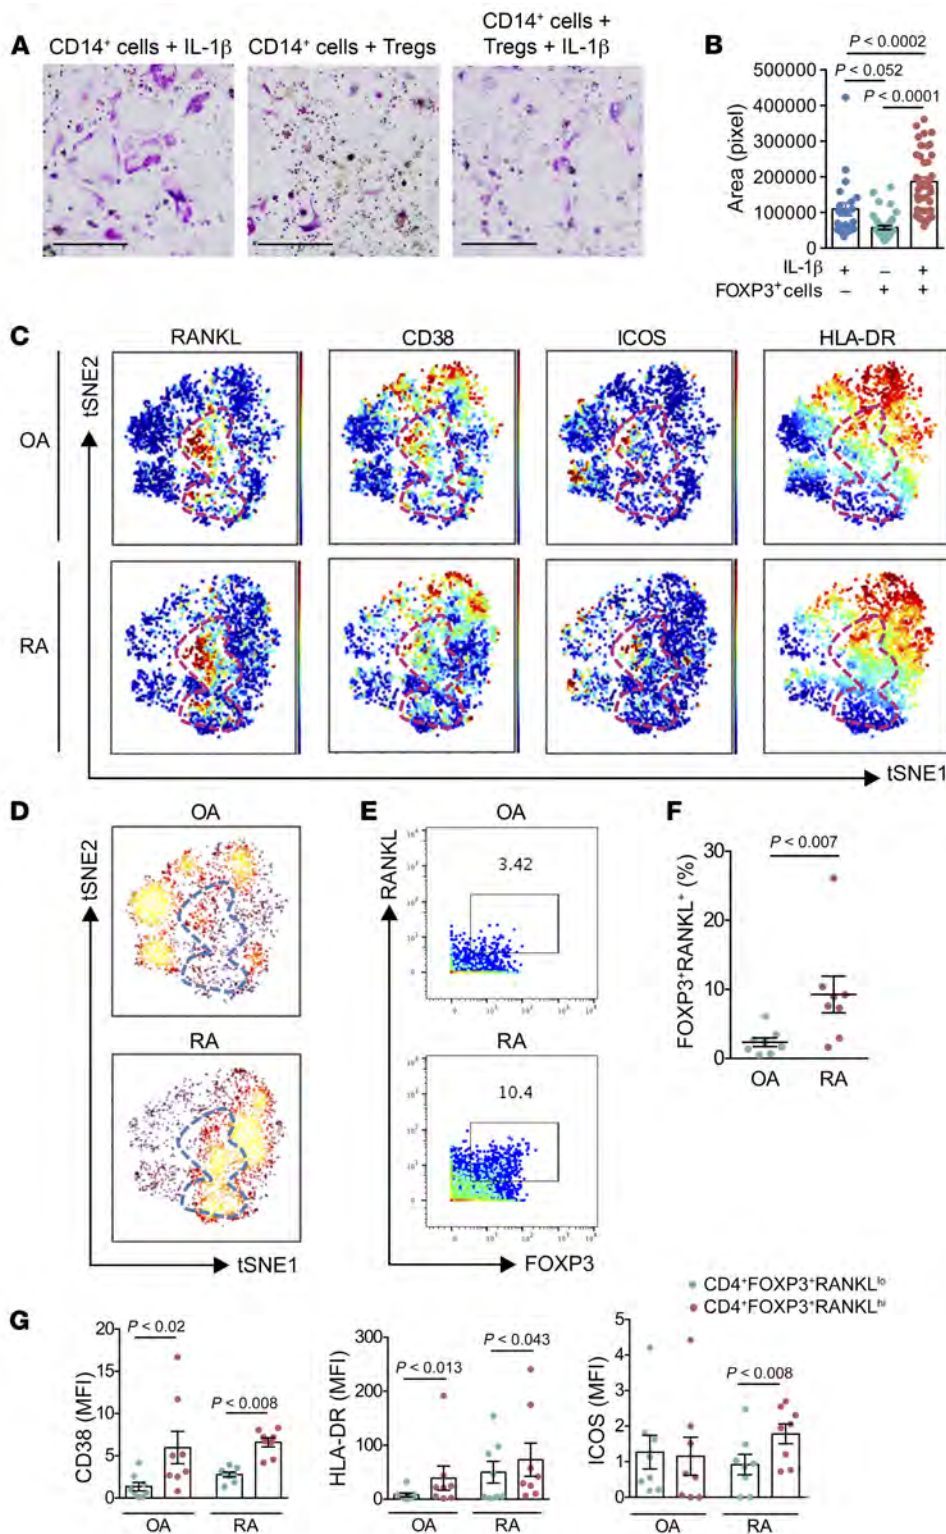 A
CD14⁺ cells + IL-1β
CD14⁺ cells + Tregs
CD14⁺ cells +
Tregs + IL-1β
B
P < 0.0002
P < 0.052
P < 0.0001
500000
400000
300000
200000
100000
0
Area (pixel)
IL-1β + – +
FOXP3⁺cells – + +
C
RANKL
CD38
ICOS
HLA-DR
tSNE2
OA
RA
tSNE1
D
OA
tSNE2
RA
tSNE1
E
OA
RANKL
3.42
RA
10.4
FOXP3
F
P < 0.007
30
20
10
0
FOXP3⁺RANKL⁺ (%)
OA RA
CD4⁺FOXP3⁺RANKLˡᵒ
CD4⁺FOXP3⁺RANKLʰⁱ
G
20
15
10
5
0
CD38 (MFI)
P < 0.02
P < 0.008
OA RA
300
200
100
0
HLA-DR (MFI)
P < 0.013
P < 0.043
OA RA
5
4
3
2
1
0
ICOS (MFI)
P < 0.008
OA RA